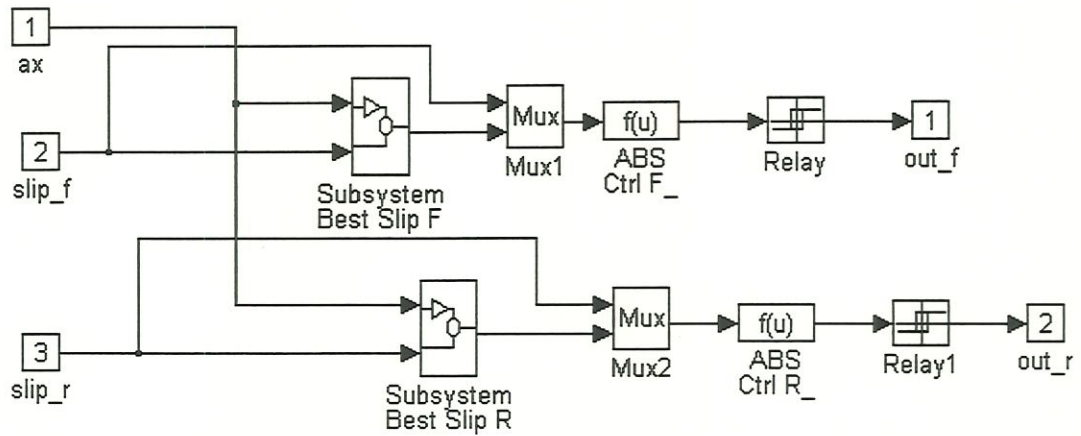 1
ax
2
slip_f
Subsystem
Best Slip F
Mux
Mux1
f(u)
ABS
Ctrl F_
Relay
1
out_f
3
slip_r
Subsystem
Best Slip R
Mux
Mux2
f(u)
ABS
Ctrl R_
Relay1
2
out_r